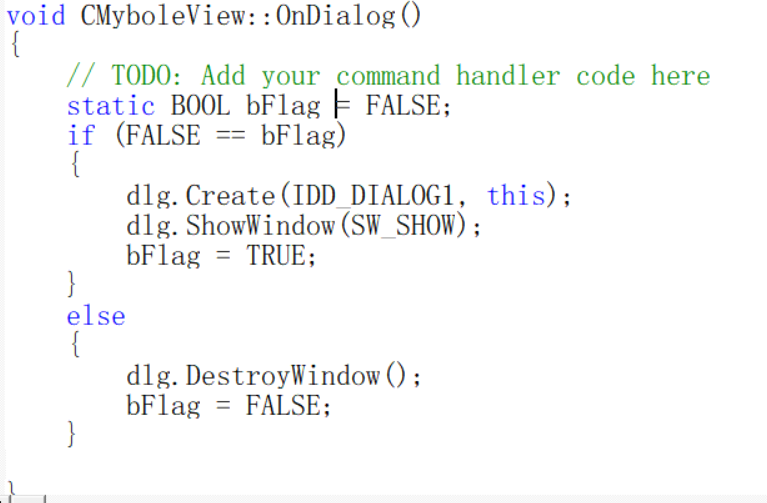 void CMyboleView::OnDialog()
{
    // TODO: Add your command handler code here
    static BOOL bFlag = FALSE;
    if (FALSE == bFlag)
    {
        dlg.Create(IDD_DIALOG1, this);
        dlg.ShowWindow(SW_SHOW);
        bFlag = TRUE;
    }
    else
    {
        dlg.DestroyWindow();
        bFlag = FALSE;
    }
}